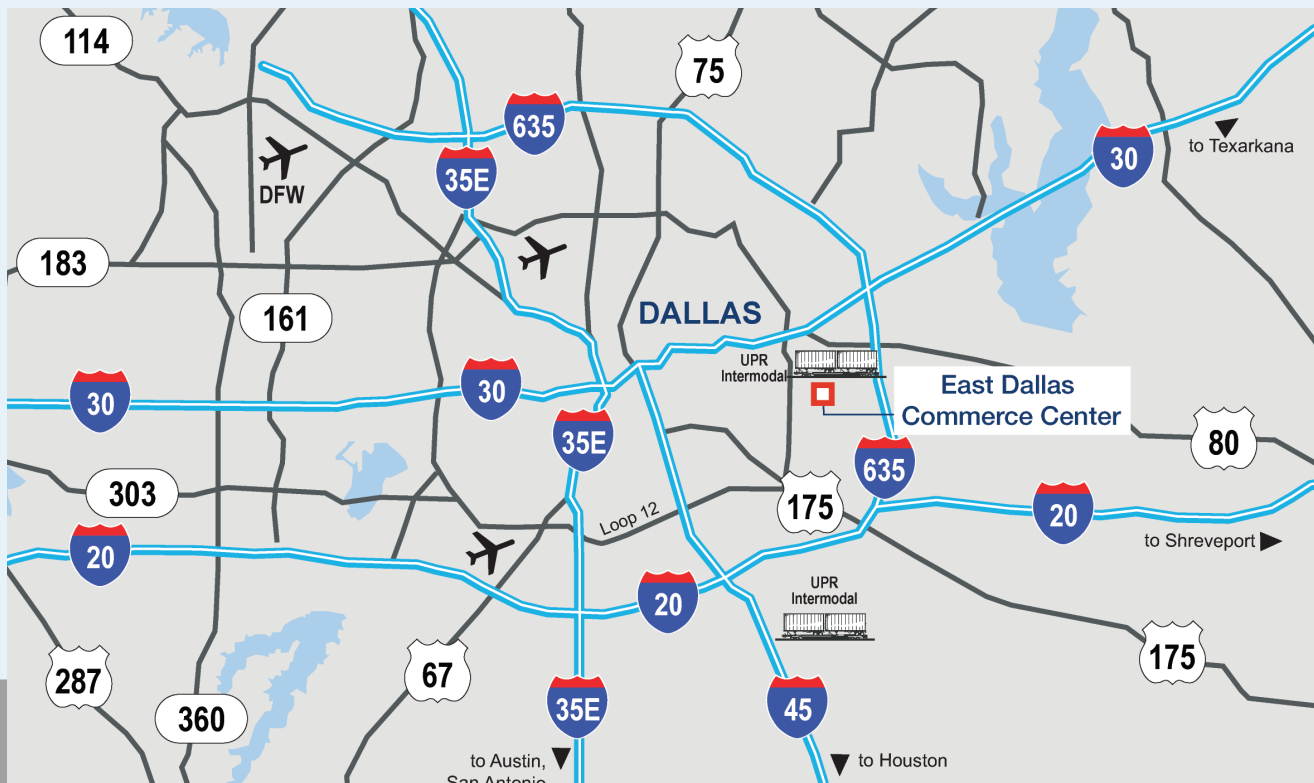 114
75
635
30
to Texarkana
35E
DFW
183
161
DALLAS
UPR
Intermodal
30
30
East Dallas
Commerce Center
35E
80
635
303
175
20
Loop 12
to Shreveport
20
20
UPR
Intermodal
175
287
67
360
35E
45
to Austin,
San Antonio
to Houston